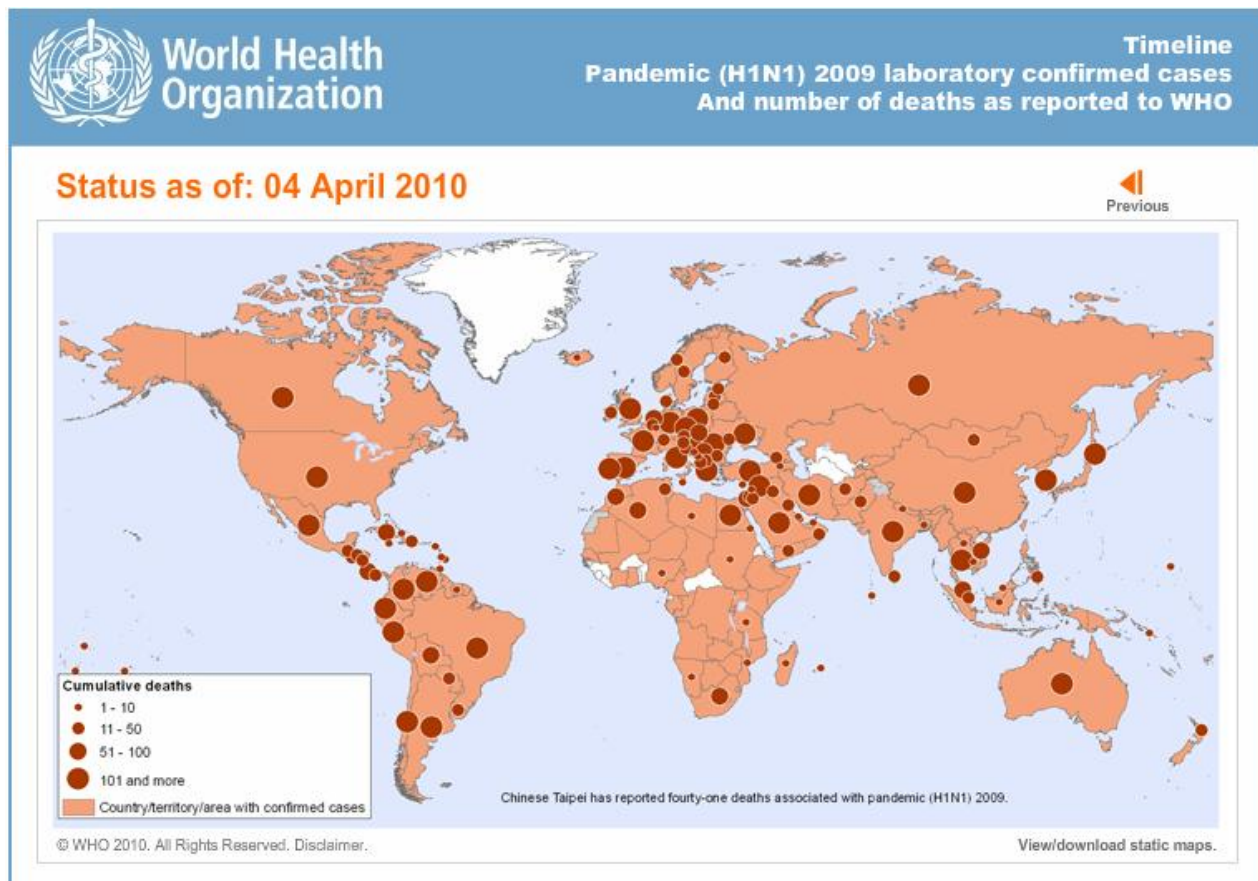 World Health
Organization
Timeline
Pandemic (H1N1) 2009 laboratory confirmed cases
And number of deaths as reported to WHO
Status as of: 04 April 2010
Previous
Cumulative deaths
1 - 10
11 - 50
51 - 100
101 and more
Country/territory/area with confirmed cases
Chinese Taipei has reported fourty-one deaths associated with pandemic (H1N1) 2009.
© WHO 2010. All Rights Reserved. Disclaimer.
View/download static maps.